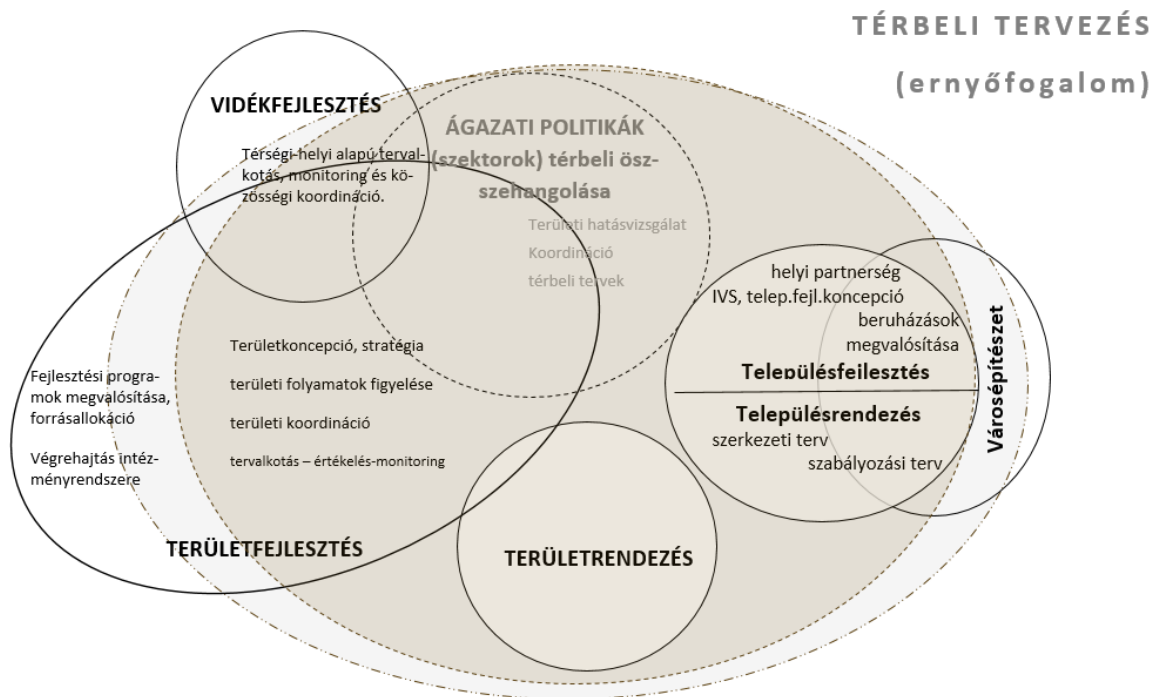 TÉRBELI TERVEZÉS
(ernyőfogalom)
VIDÉKFEJLESZTÉS
Térségi-helyi alapú terval-
kotás, monitoring és kö-
zösségi koordináció.
ÁGAZATI POLITIKÁK
(szektorok) térbeli ösz-
szehangolása
Területi hatásvizsgálat
Koordináció
térbeli tervek
helyi partnerség
IVS, telep.fejl.koncepció
beruházások
megvalósítása
Településfejlesztés
Településrendezés
szerkezeti terv
szabályozási terv
Városépítészet
Területkoncepció, stratégia
területi folyamatok figyelése
területi koordináció
tervalkotás – értékelés-monitoring
Fejlesztési progra-
mok megvalósítása,
forrásallokáció
Végrehajtás intéz-
ményrendszere
TERÜLETFEJLESZTÉS
TERÜLETRENDEZÉS